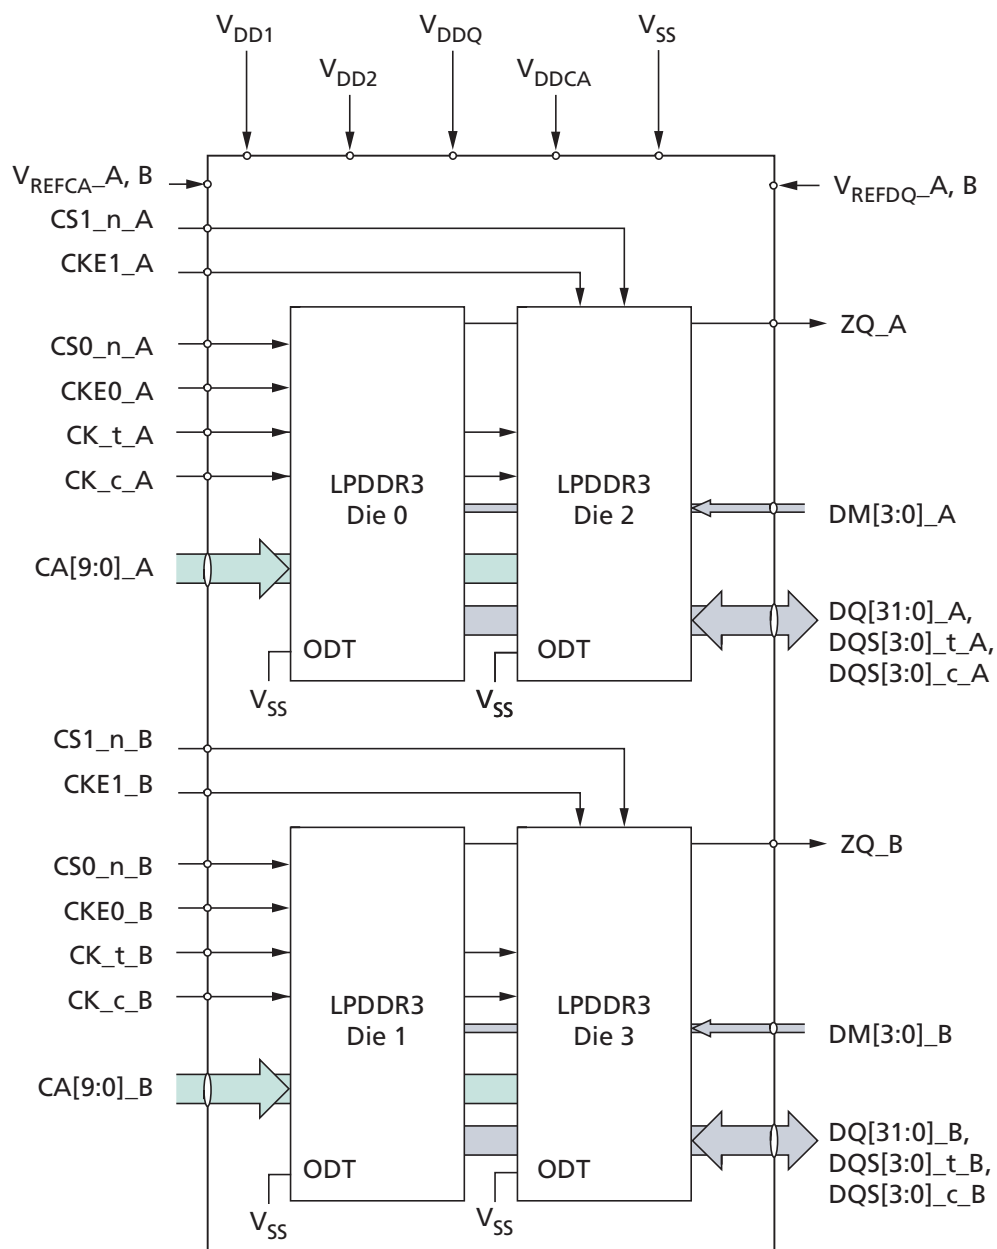 VDD1
VDDQ
VSS
VDD2
VDDCA
VREFCA_A, B
VREFDQ_A, B
CS1_n_A
CKE1_A
ZQ_A
CS0_n_A
CKE0_A
CK_t_A
CK_c_A
LPDDR3
Die 0
LPDDR3
Die 2
DM[3:0]_A
CA[9:0]_A
DQ[31:0]_A,
DQS[3:0]_t_A,
DQS[3:0]_c_A
ODT
ODT
VSS
VSS
CS1_n_B
CKE1_B
ZQ_B
CS0_n_B
CKE0_B
CK_t_B
CK_c_B
LPDDR3
Die 1
LPDDR3
Die 3
DM[3:0]_B
CA[9:0]_B
DQ[31:0]_B,
DQS[3:0]_t_B,
DQS[3:0]_c_B
ODT
ODT
VSS
VSS